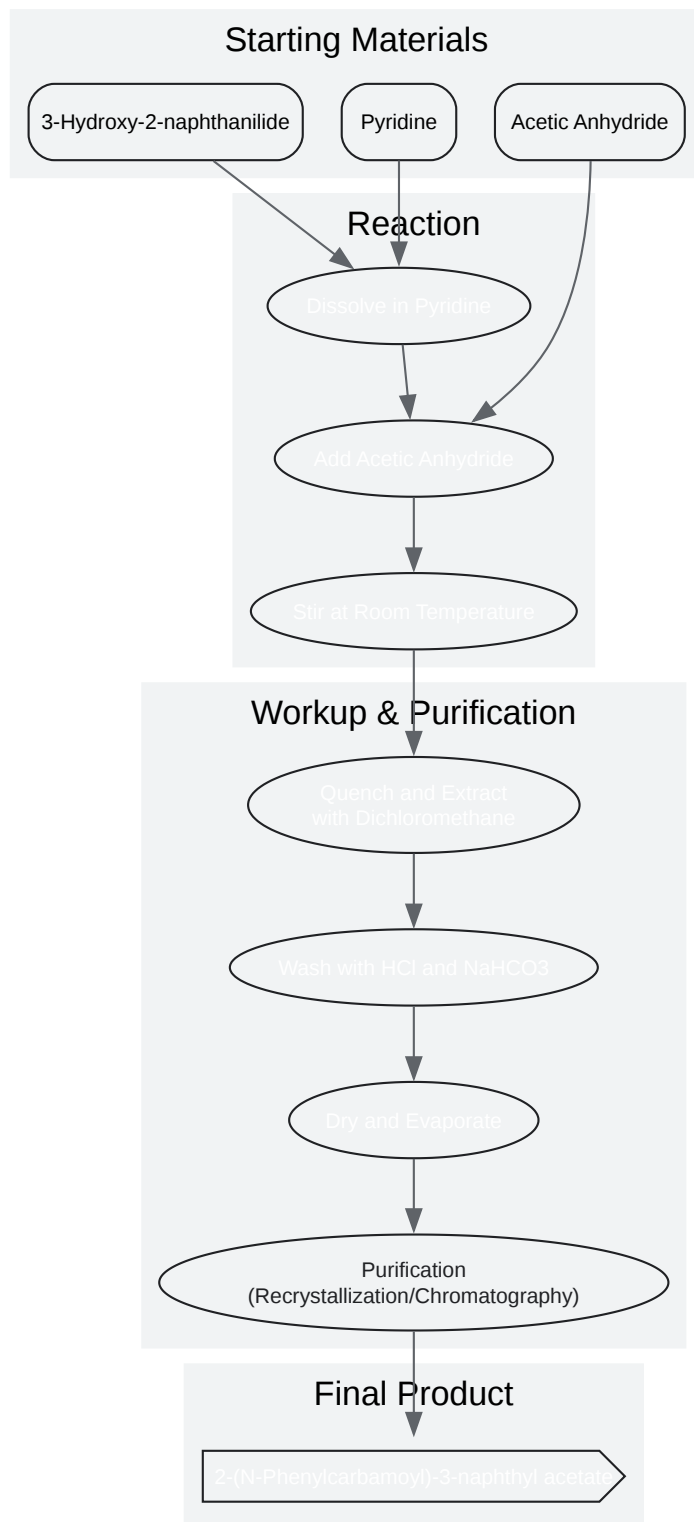 Starting Materials
3-Hydroxy-2-naphthanilide
Pyridine
Acetic Anhydride
Reaction
Dissolve in Pyridine
Add Acetic Anhydride
Stir at Room Temperature
Workup & Purification
Quench and Extract
with Dichloromethane
Wash with HCl and NaHCO3
Dry and Evaporate
Purification
(Recrystallization/Chromatography)
Final Product
2-(N-Phenylcarbamoyl)-3-naphthyl acetate